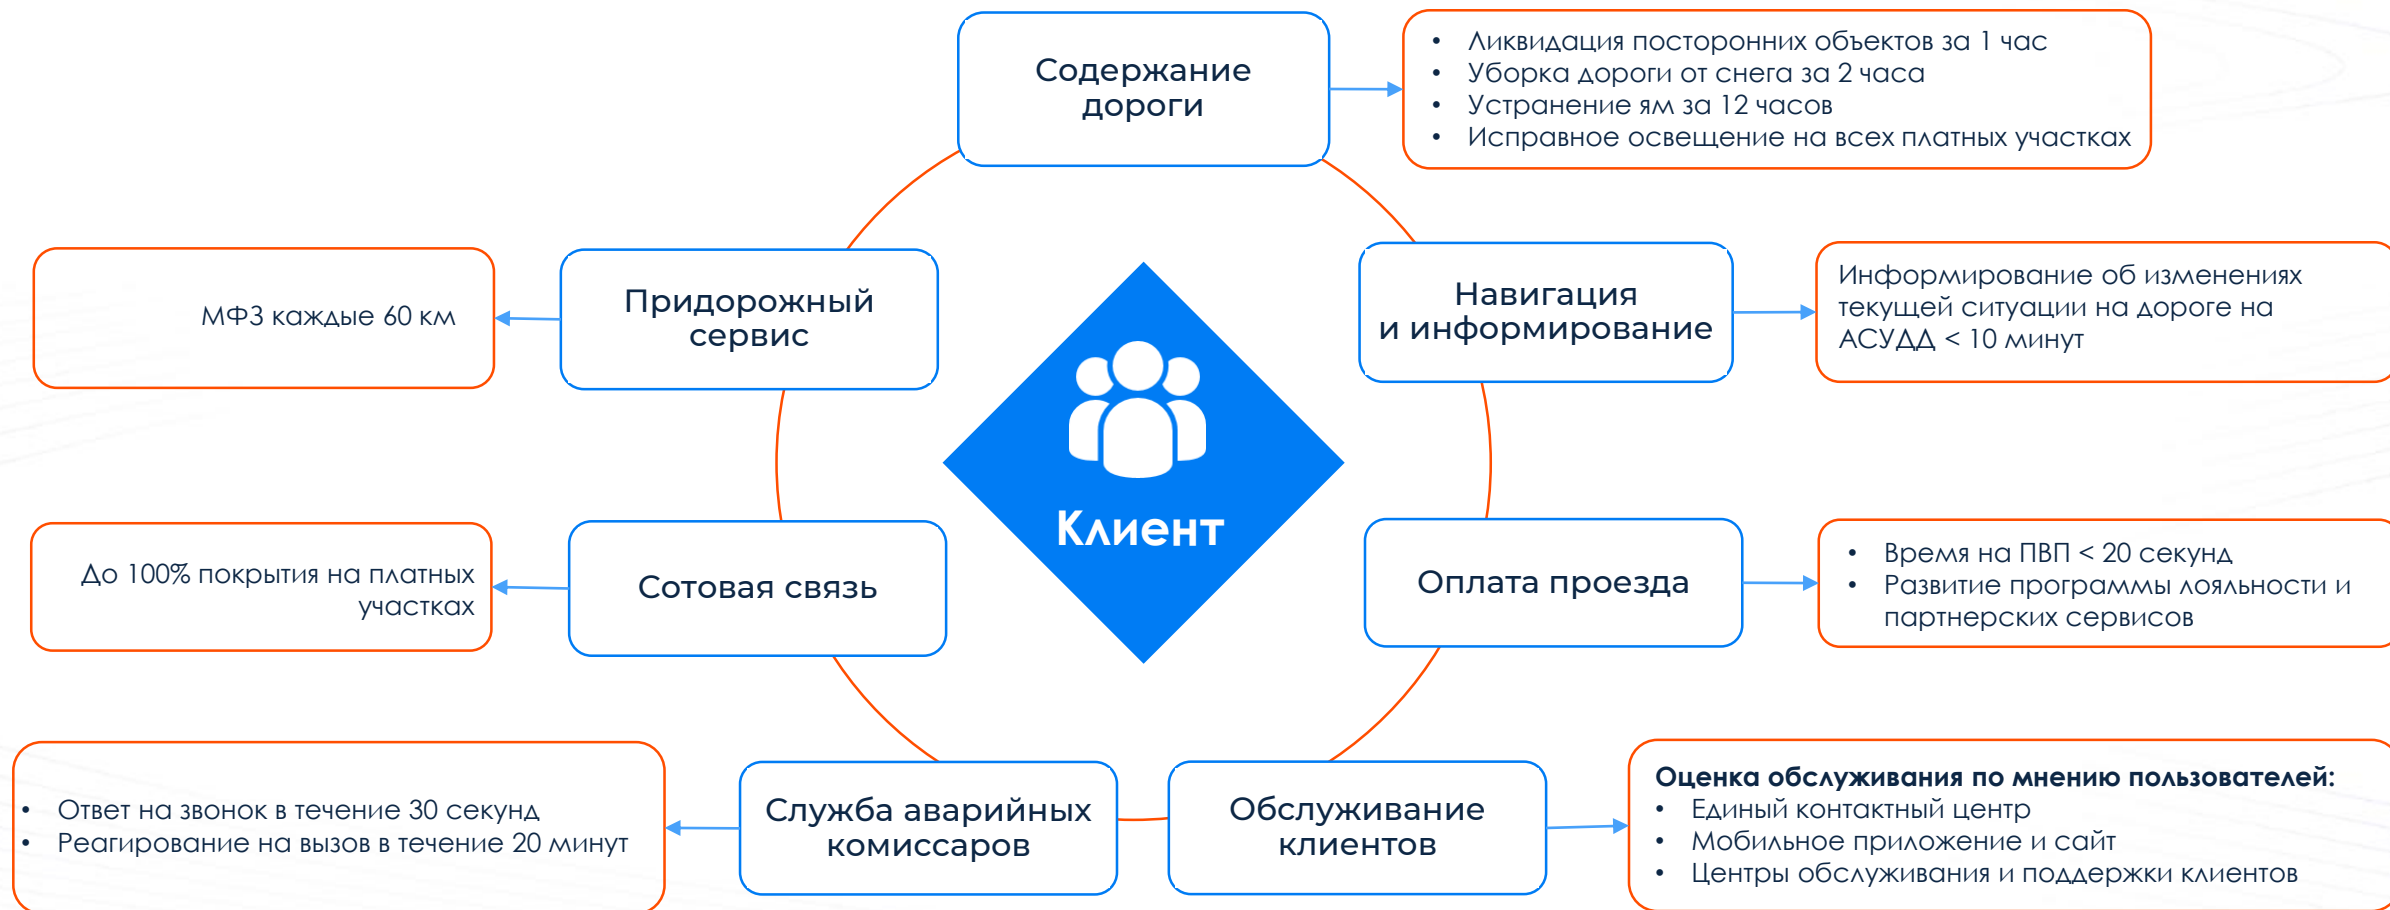 Содержание
дороги
• Ликвидация посторонних объектов за 1 час
• Уборка дороги от снега за 2 часа
• Устранение ям за 12 часов
• Исправное освещение на всех платных участках
МФЗ каждые 60 км
Придорожный
сервис
Навигация
и информирование
Информирование об изменениях
текущей ситуации на дороге на
АСУДД < 10 минут
Клиент
До 100% покрытия на платных
участках
Сотовая связь
Оплата проезда
• Время на ПВП < 20 секунд
• Развитие программы лояльности и
партнерских сервисов
• Ответ на звонок в течение 30 секунд
• Реагирование на вызов в течение 20 минут
Служба аварийных
комиссаров
Обслуживание
клиентов
Оценка обслуживания по мнению пользователей:
• Единый контактный центр
• Мобильное приложение и сайт
• Центры обслуживания и поддержки клиентов